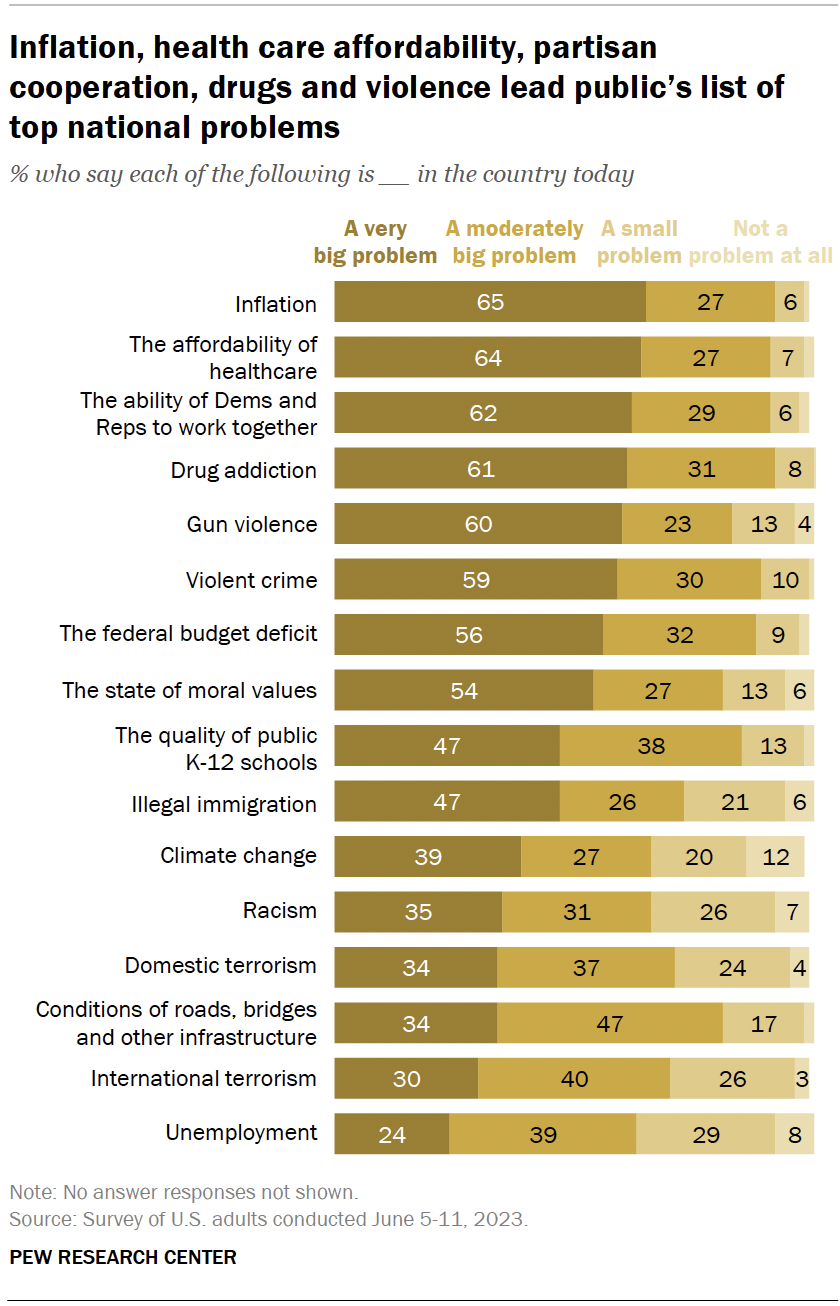 Inflation, health care affordability, partisan
cooperation, drugs and violence lead public’s list of
top national problems
% who say each of the following is __ in the country today
A very
big problem
A moderately
big problem
A small
problem
Not a
problem at all
Inflation 65 27 6
The affordability of
healthcare 64 27 7
The ability of Dems and
Reps to work together 62 29 6
Drug addiction 61 31 8
Gun violence 60 23 13 4
Violent crime 59 30 10
The federal budget deficit 56 32 9
The state of moral values 54 27 13 6
The quality of public
K-12 schools 47 38 13
Illegal immigration 47 26 21 6
Climate change 39 27 20 12
Racism 35 31 26 7
Domestic terrorism 34 37 24 4
Conditions of roads, bridges
and other infrastructure 34 47 17
International terrorism 30 40 26 3
Unemployment 24 39 29 8
Note: No answer responses not shown.
Source: Survey of U.S. adults conducted June 5-11, 2023.
PEW RESEARCH CENTER